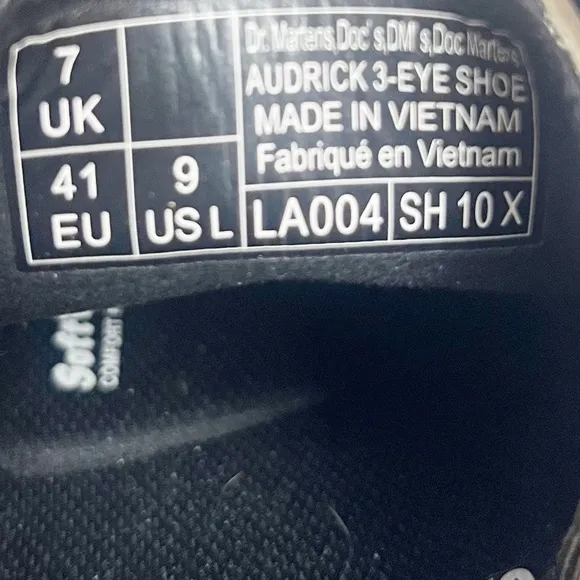 7
UK
41
EU
9
US L
Dr. Martens, Doc's, DM's, Doc Martens,
AUDRICK 3-EYE SHOE
MADE IN VIETNAM
Fabriqué en Vietnam
LA004
SH 10 X
COMFORT